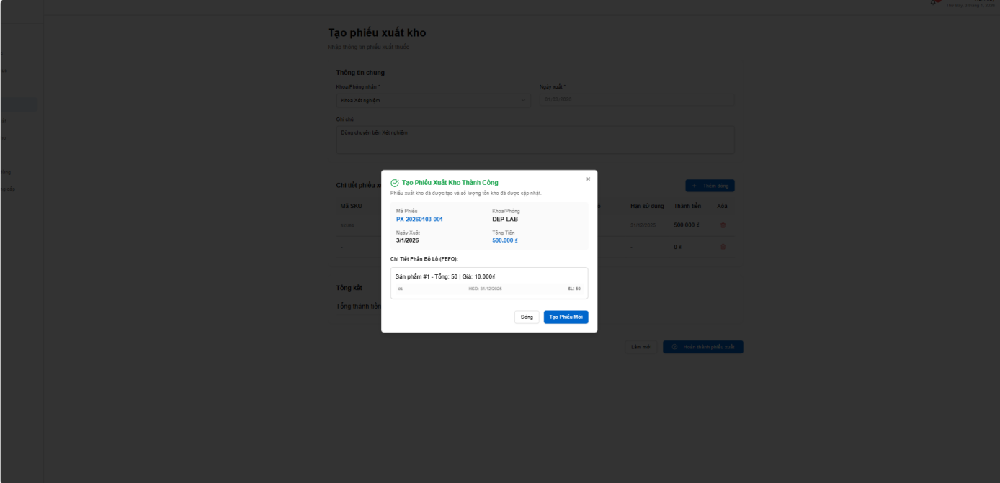 Tạo phiếu xuất kho
Nhập thông tin phiếu xuất thuốc
Thông tin chung
Khoa/Phòng nhận *
Ngày xuất *
Khoa Xét nghiệm
01/03/2026
Ghi chú
Dùng chuyên bên Xét nghiệm
Chi tiết phiếu
+ Thêm dòng
Mã SKU
Hạn sử dụng
Thành tiền
Xóa
31/12/2025
500.000 ₫
-
-
0 ₫
Tổng kết
Tổng thành tiền
Làm mới
Hoàn thành phiếu xuất
Tạo Phiếu Xuất Kho Thành Công
×
Phiếu xuất kho đã được tạo và số lượng tồn kho đã được cập nhật.
Mã Phiếu
Khoa/Phòng
PX-20260103-001
DEP-LAB
Ngày Xuất
Tổng Tiền
3/1/2026
500.000 ₫
Chi Tiết Phân Bổ Lô (FEFO):
Sản phẩm #1 - Tổng: 50 | Giá: 10.000₫
HSD: 31/12/2025
SL: 50
Đóng
Tạo Phiếu Mới